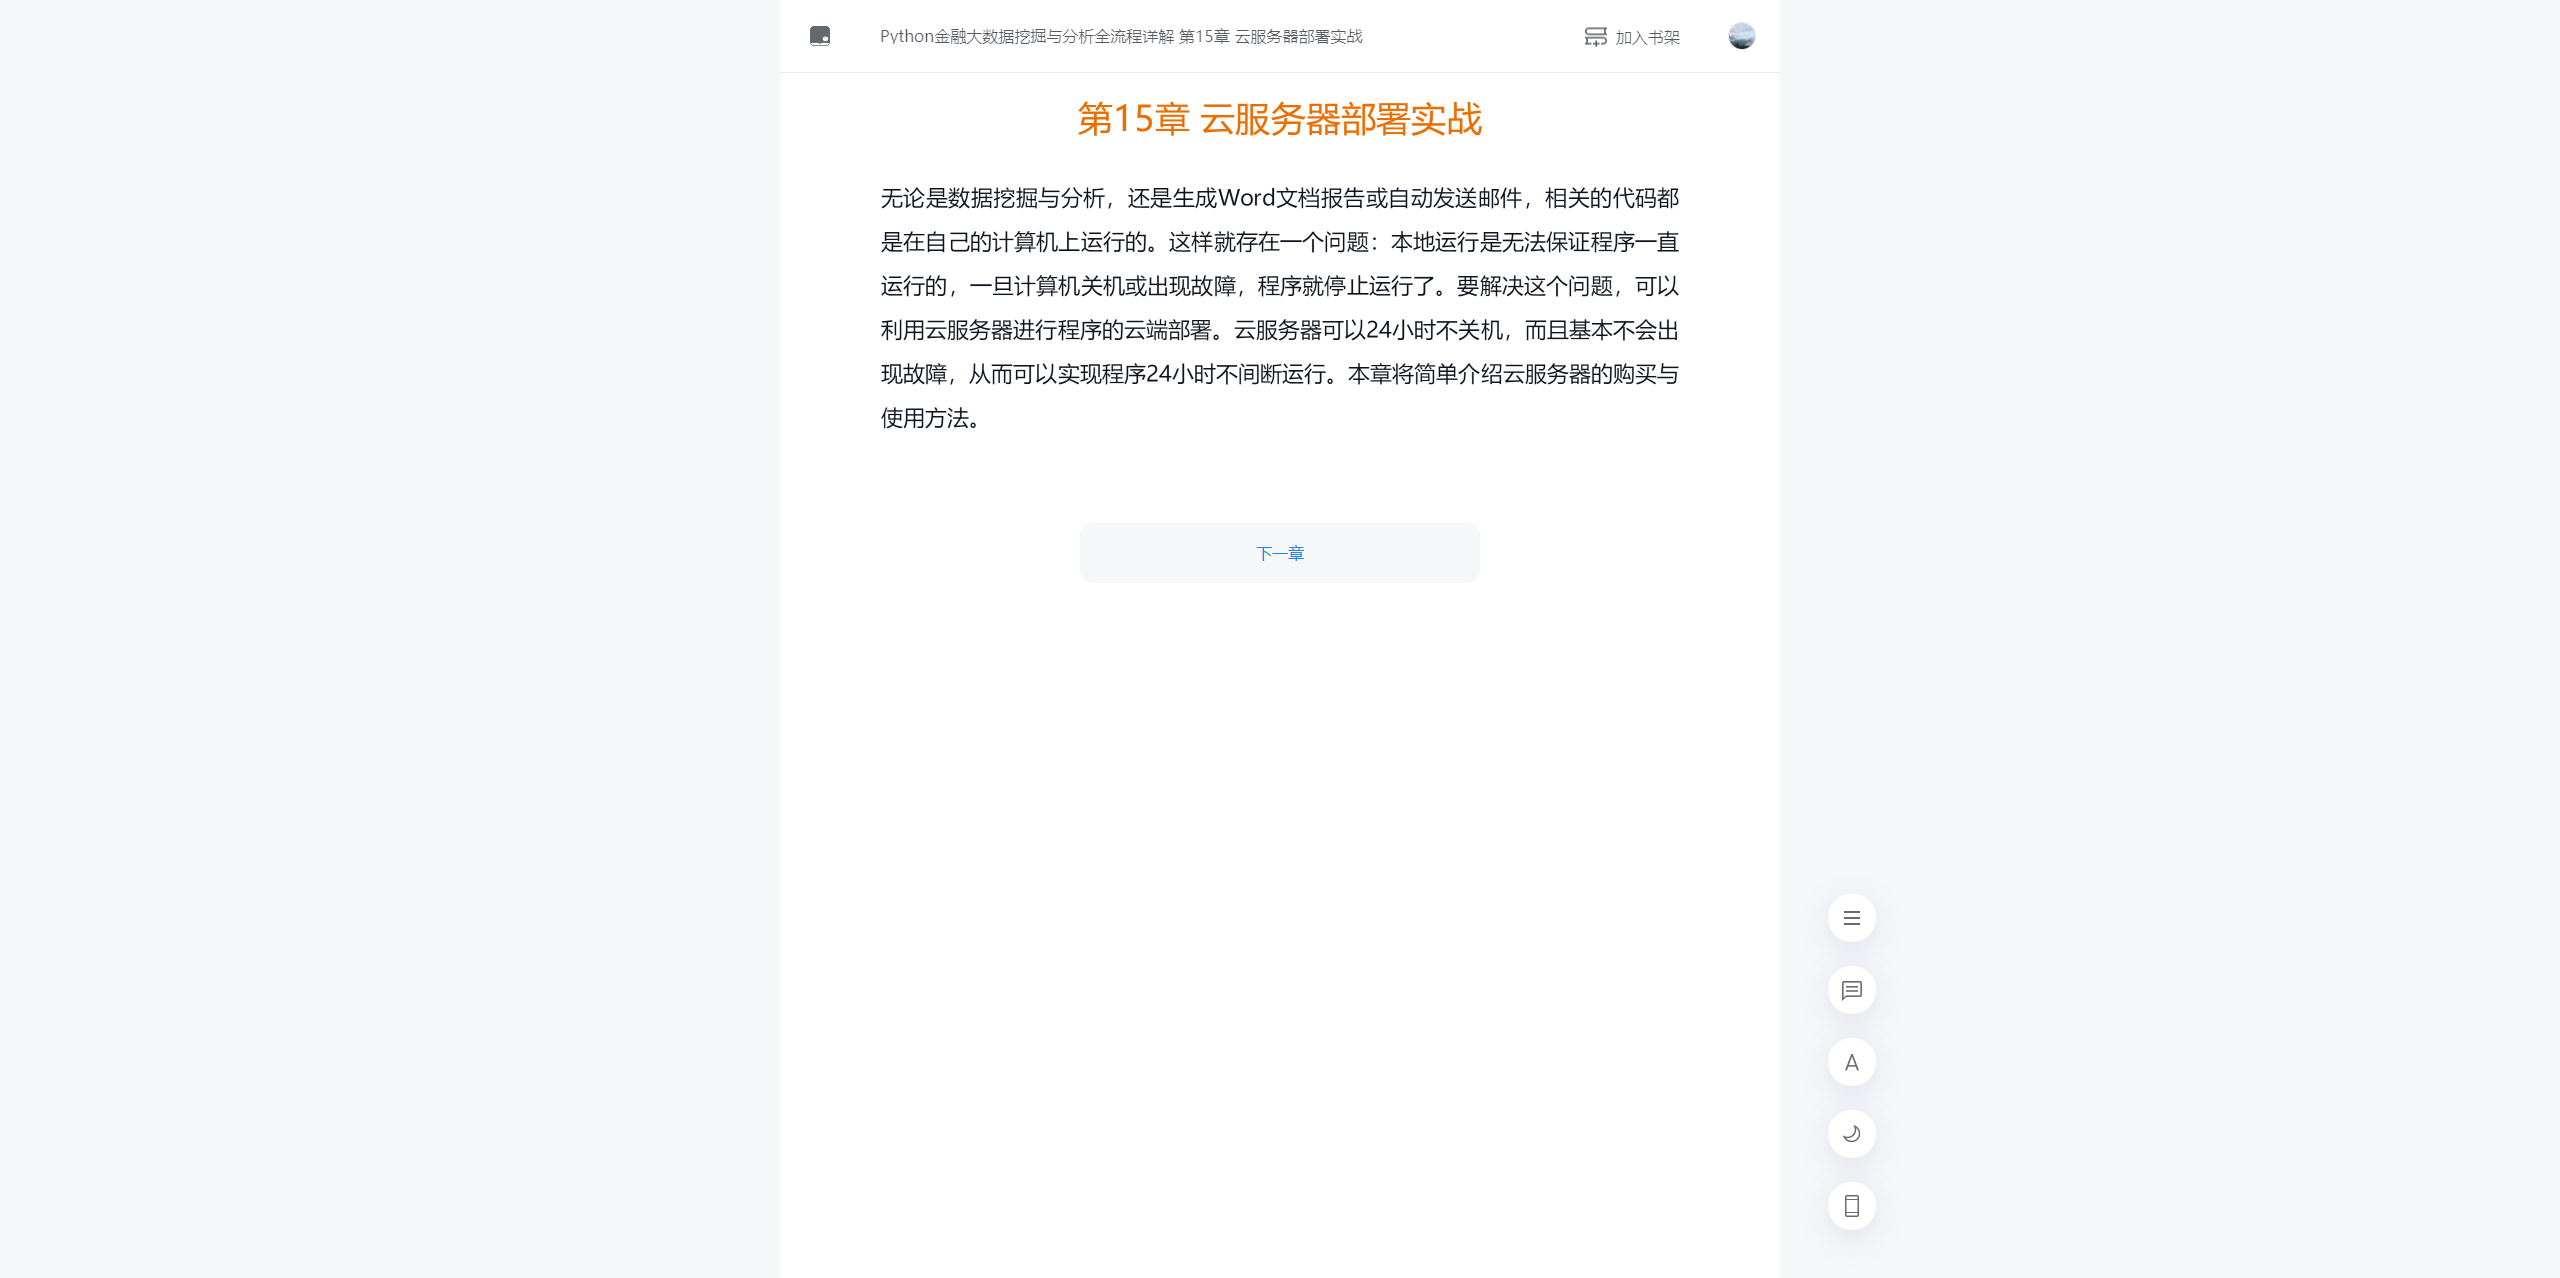 Python金融大数据挖掘与分析全流程详解 第15章 云服务器部署实战
加入书架
第15章 云服务器部署实战
无论是数据挖掘与分析，还是生成Word文档报告或自动发送邮件，相关的代码都
是在自己的计算机上运行的。这样就存在一个问题：本地运行是无法保证程序一直
运行的，一旦计算机关机或出现故障，程序就停止运行了。要解决这个问题，可以
利用云服务器进行程序的云端部署。云服务器可以24小时不关机，而且基本不会出
现故障，从而可以实现程序24小时不间断运行。本章将简单介绍云服务器的购买与
使用方法。
下一章
A